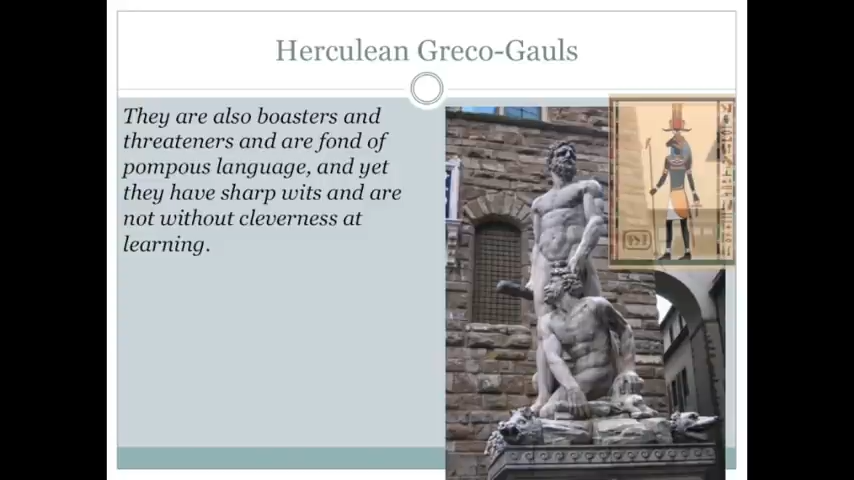 Herculean Greco-Gauls
They are also boasters and
threateners and are fond of
pompous language, and yet
they have sharp wits and are
not without cleverness at
learning.